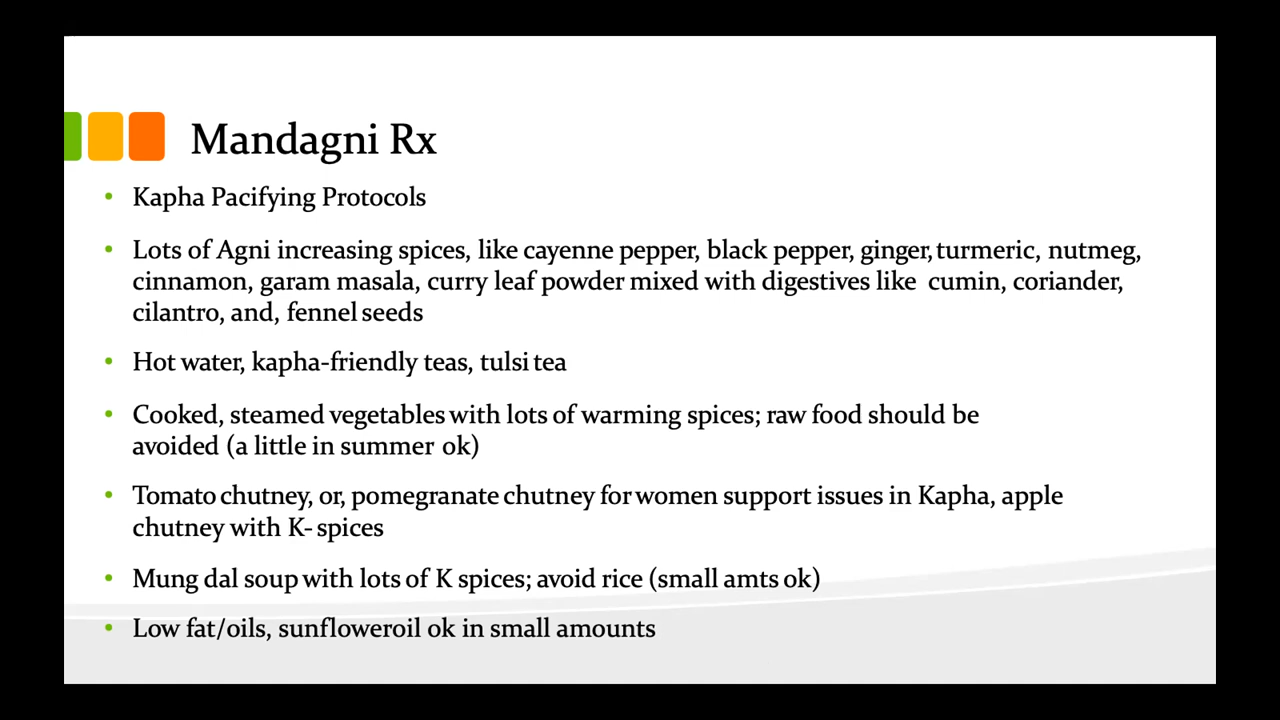 Mandagni Rx
• Kapha Pacifying Protocols
• Lots of Agni increasing spices, like cayenne pepper, black pepper, ginger, turmeric, nutmeg,
cinnamon, garam masala, curry leaf powder mixed with digestives like cumin, coriander,
cilantro, and, fennel seeds
• Hot water, kapha-friendly teas, tulsi tea
• Cooked, steamed vegetables with lots of warming spices; raw food should be
avoided (a little in summer ok)
• Tomato chutney, or, pomegranate chutney for women support issues in Kapha, apple
chutney with K- spices
• Mung dal soup with lots of K spices; avoid rice (small amts ok)
• Low fat/oils, sunfloweroil ok in small amounts